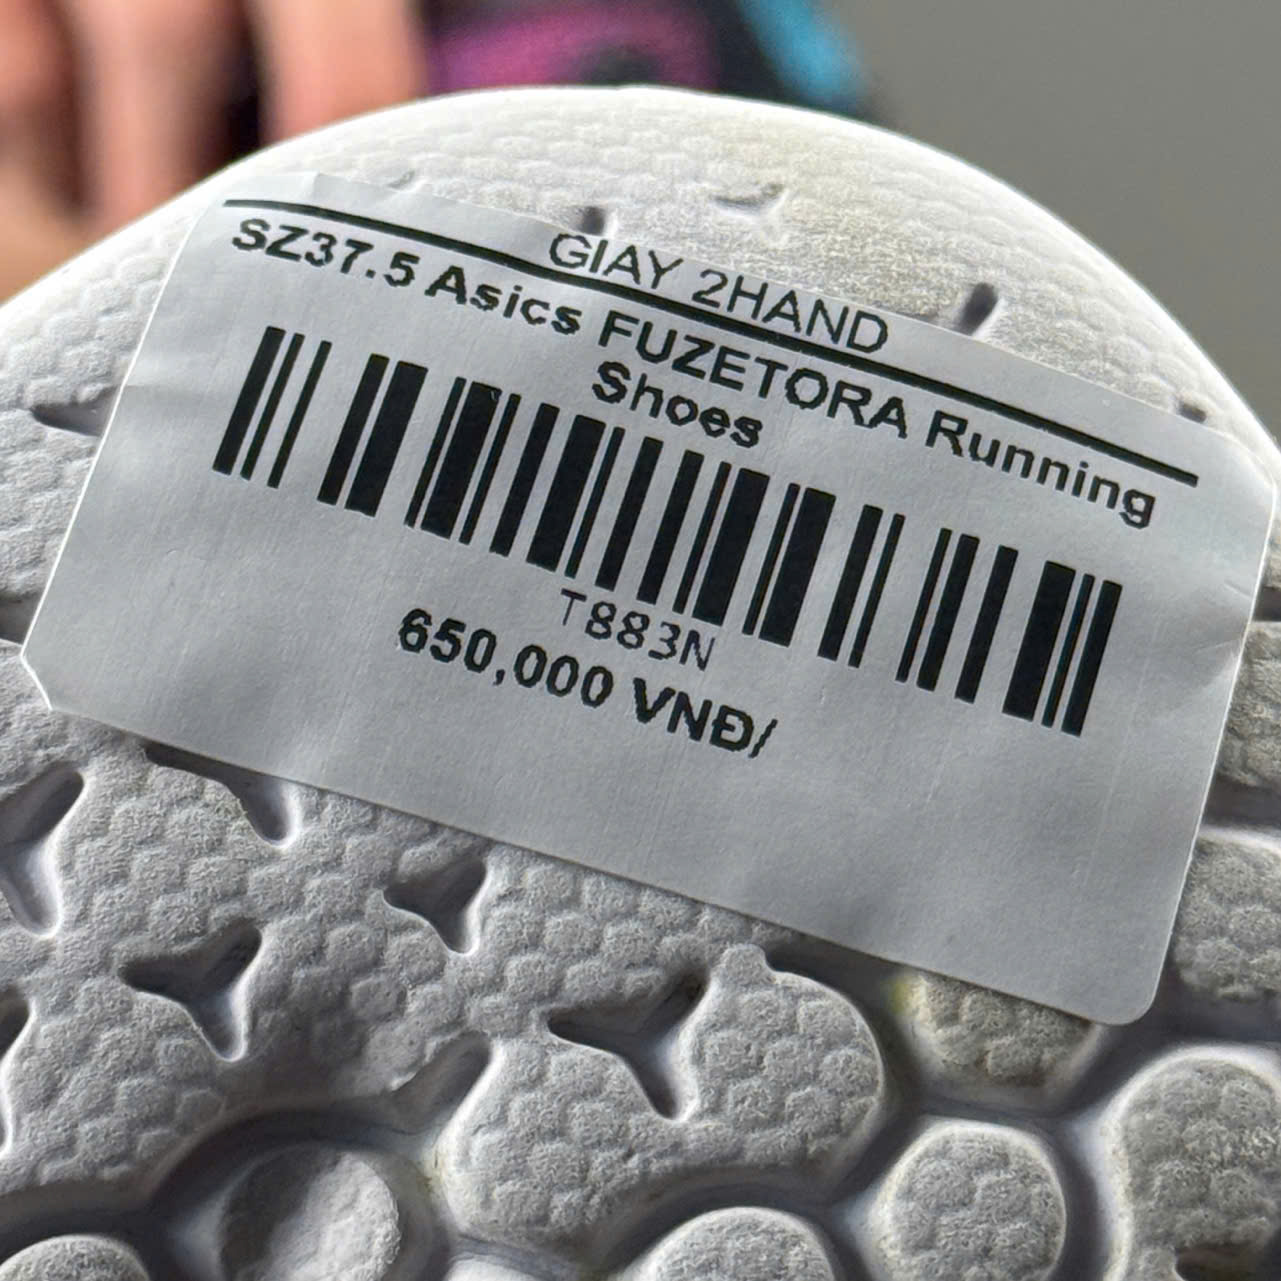 GIAY 2HAND
SZ37.5 Asics FUZETORA Running
Shoes
T883N
650,000 VNĐ/